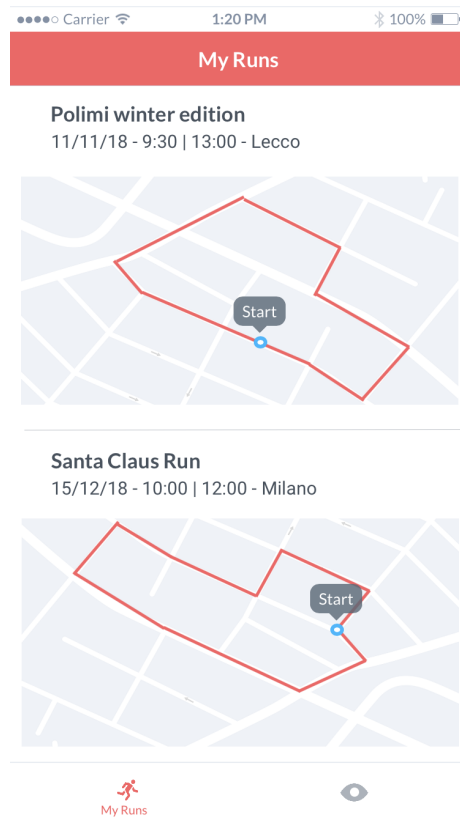 Carrier
1:20 PM
100%
My Runs
Polimi winter edition
11/11/18 - 9:30 | 13:00 - Lecco
Start
Santa Claus Run
15/12/18 - 10:00 | 12:00 - Milano
Start
My Runs